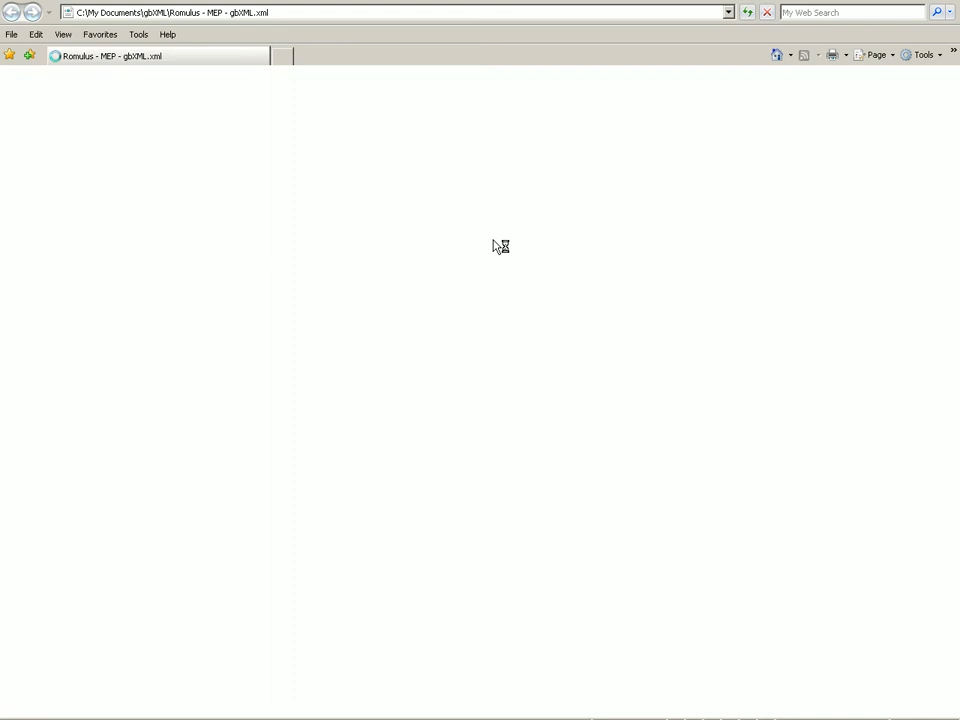 C:\My Documents\gbXML\Romulus - MEP - gbXML.xml
My Web Search
File Edit View Favorites Tools Help
Romulus - MEP - gbXML.xml
Page Tools »